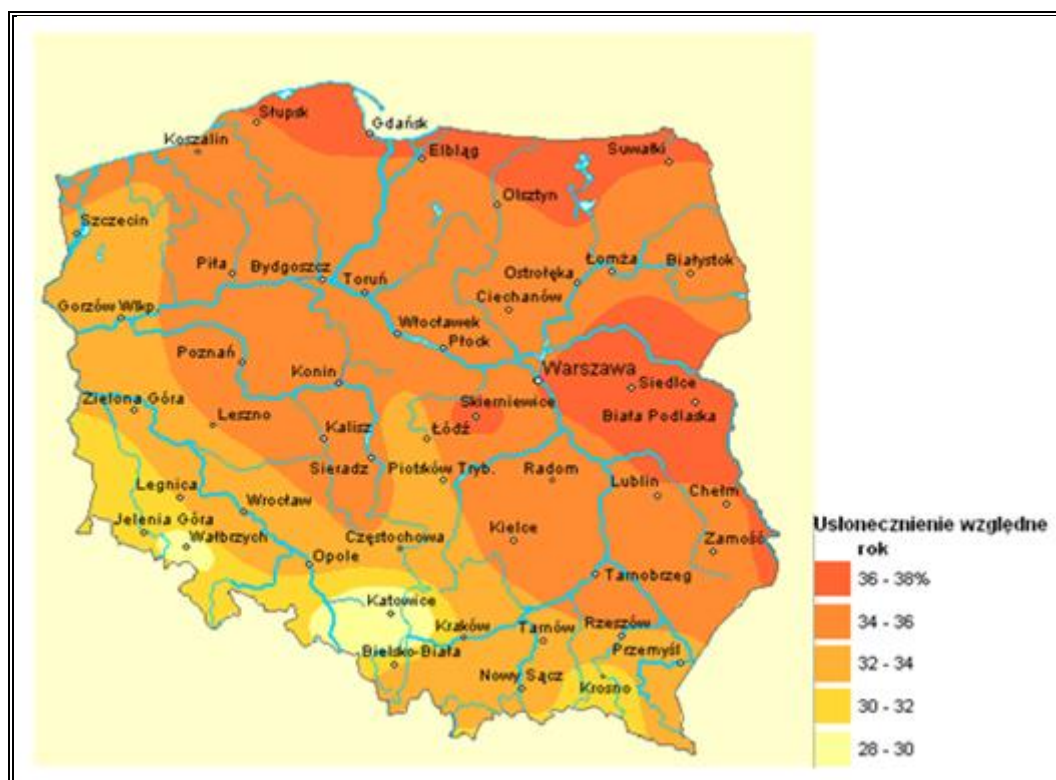 Słupsk
Gdańsk
Koszalin
Elbląg
Suwałki
Olsztyn
Szczecin
Piła
Bydgoszcz
Toruń
Ostrołęka
Łomża
Białystok
Ciechanów
Gorzów Wlkp.
Włocławek
Płock
Poznań
Konin
Warszawa
Siedlce
Skierniewice
Biała Podlaska
Zielona Góra
Leszno
Kalisz
Łódź
Sieradz
Piotrków Tryb.
Radom
Lublin
Chełm
Legnica
Wrocław
Jelenia Góra
Wałbrzych
Częstochowa
Kielce
Zamość
Opole
Tarnobrzeg
Katowice
Kraków
Tarnów
Rzeszów
Bielsko-Biała
Przemyśl
Nowy Sącz
Krosno
Usłonecznienie względne
rok
36 - 38%
34 - 36
32 - 34
30 - 32
28 - 30